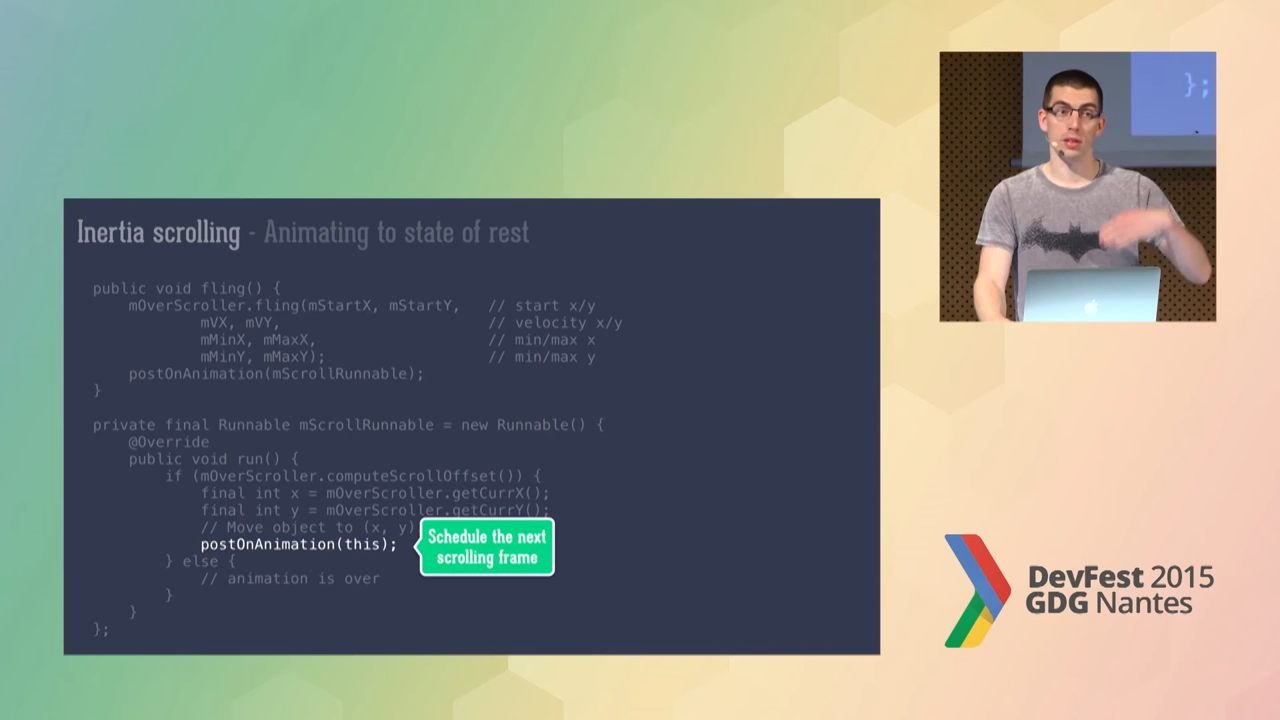 Inertia scrolling - Animating to state of rest
public void fling() {
mOverScroller.fling(mStartX, mStartY, // start x/y
mVX, mVY, // velocity x/y
mMinX, mMaxX, // min/max x
mMinY, mMaxY); // min/max y
postOnAnimation(mScrollRunnable);
}
private final Runnable mScrollRunnable = new Runnable() {
@Override
public void run() {
if (mOverScroller.computeScrollOffset()) {
final int x = mOverScroller.getCurrX();
final int y = mOverScroller.getCurrY();
// Move object to (x, y)
postOnAnimation(this);
Schedule the next
scrolling frame
} else {
// animation is over
}
}
};
};
DevFest 2015
GDG Nantes